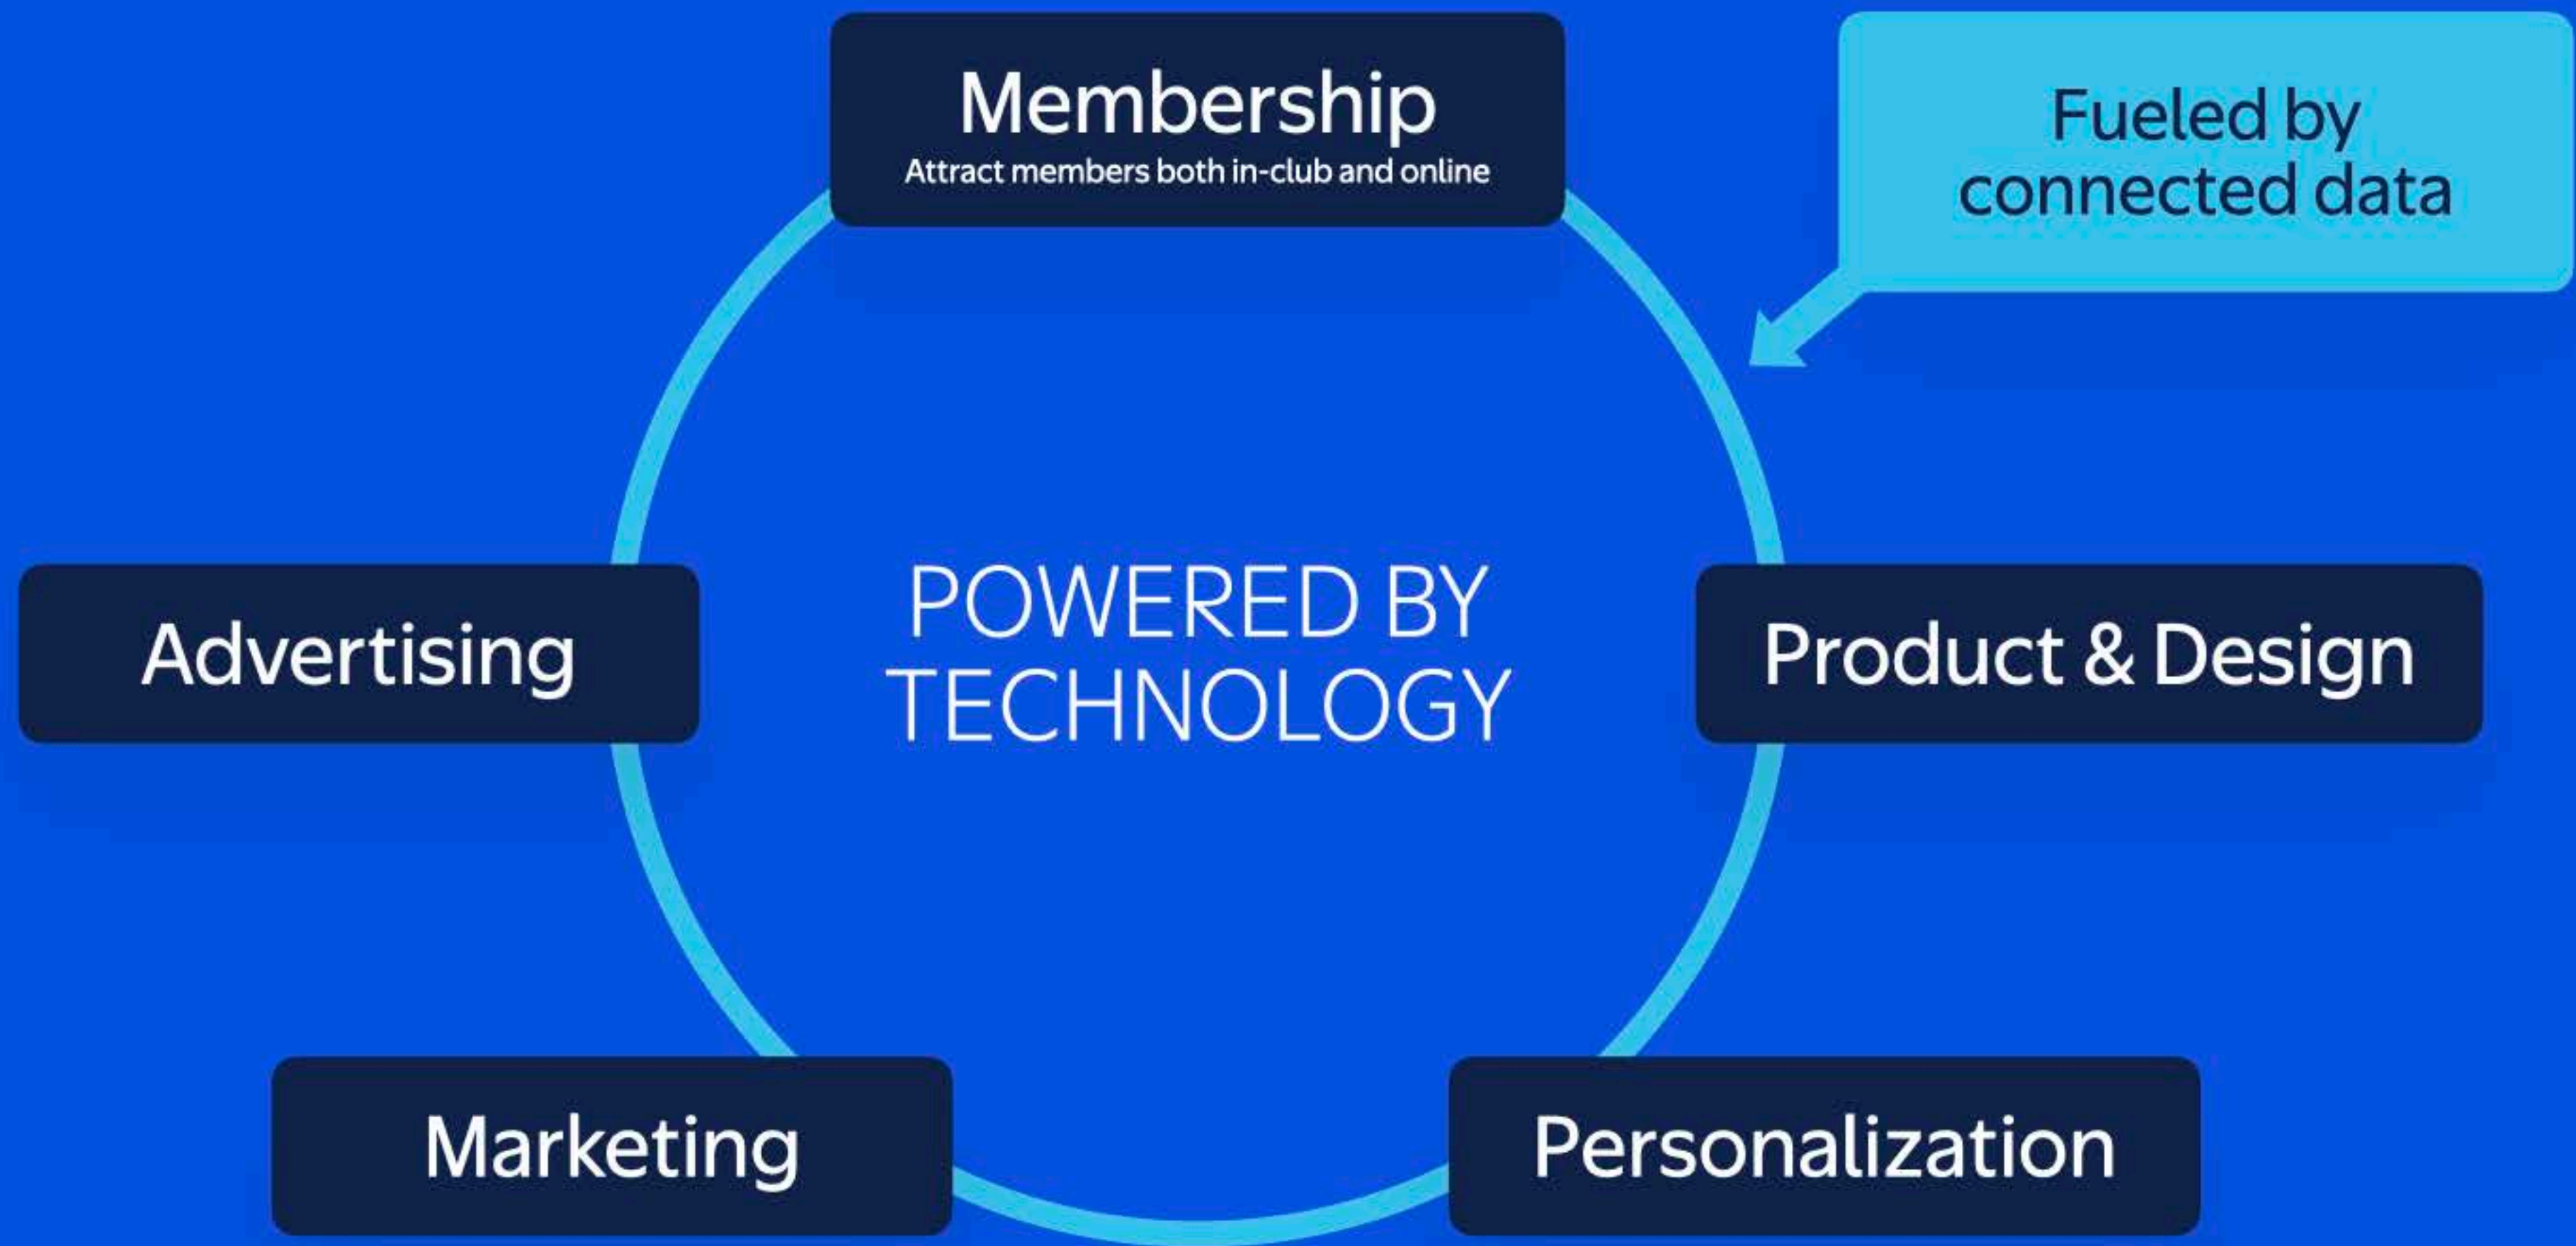 Membership
Attract members both in-club and online
Fueled by
connected data
POWERED BY
TECHNOLOGY
Advertising
Product & Design
Marketing
Personalization